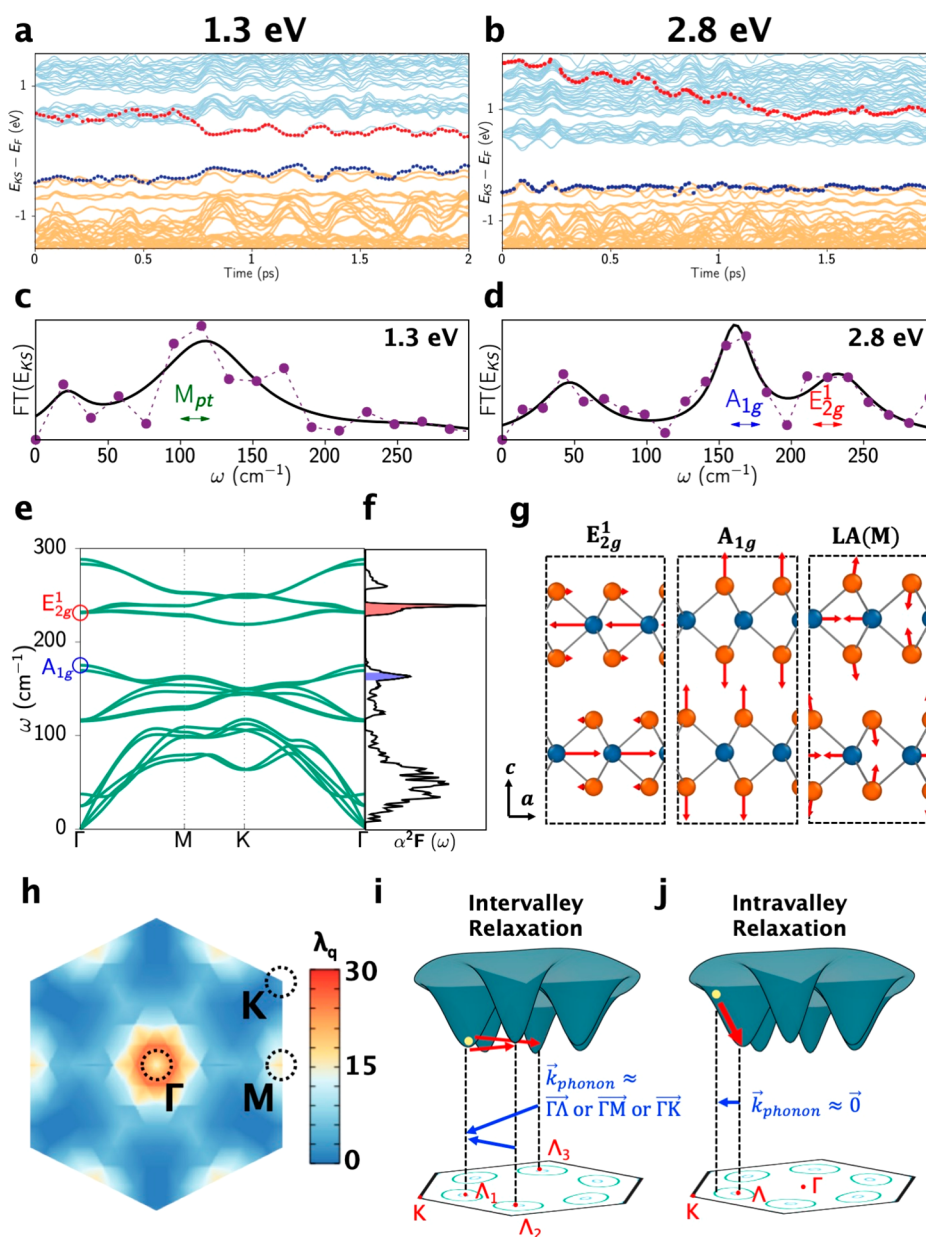 a
1.3 eV
b
2.8 eV
E_KS − E_F (eV)
1
-1
0
0.5
1
1.5
2
Time (ps)
E_KS − E_F (eV)
1
-1
0
0.5
1
1.5
Time (ps)
c
1.3 eV
FT(E_KS)
M_pt
0
50
100
150
200
250
ω (cm⁻¹)
d
2.8 eV
FT(E_KS)
A_1g
E¹_2g
0
50
100
150
200
250
ω (cm⁻¹)
e
300
E¹_2g
200
A_1g
100
0
ω (cm⁻¹)
Γ
M
K
Γ
f
α²F (ω)
g
E¹_2g
A_1g
LA(M)
c
a
h
K
Γ
M
λ_q
30
15
0
i
Intervalley
Relaxation
k_phonon ≈
ΓΛ or ΓM or ΓK
Λ₃
Λ₁
K
Λ₂
j
Intravalley
Relaxation
k_phonon ≈ 0
Γ
Λ
K